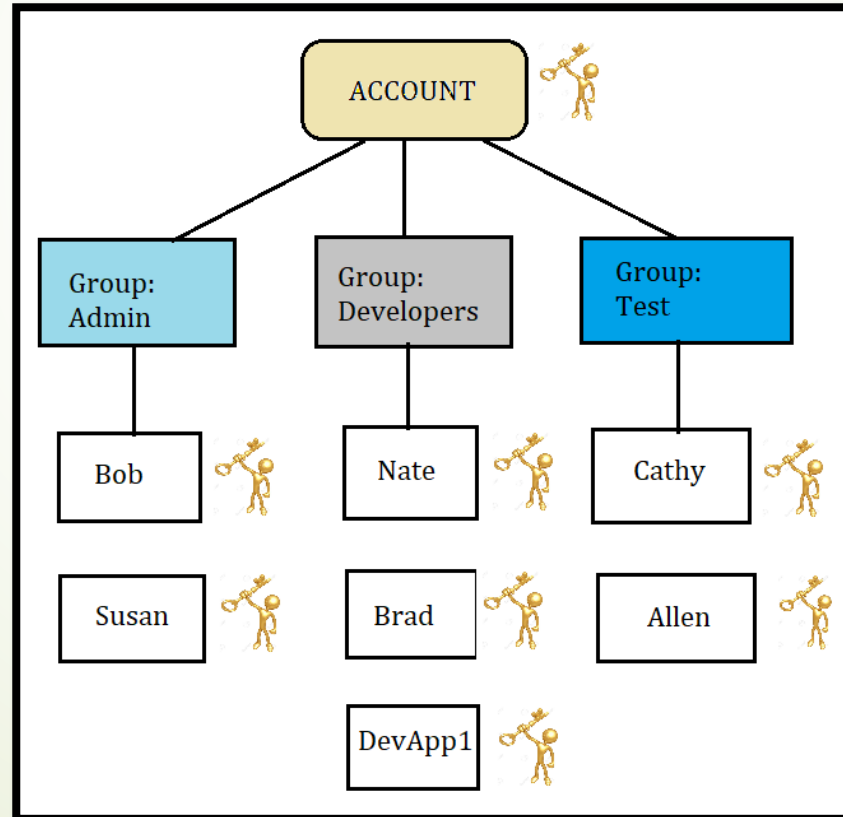 ACCOUNT
Group:
Admin
Group:
Developers
Group:
Test
Bob
Nate
Cathy
Susan
Brad
Allen
DevApp1